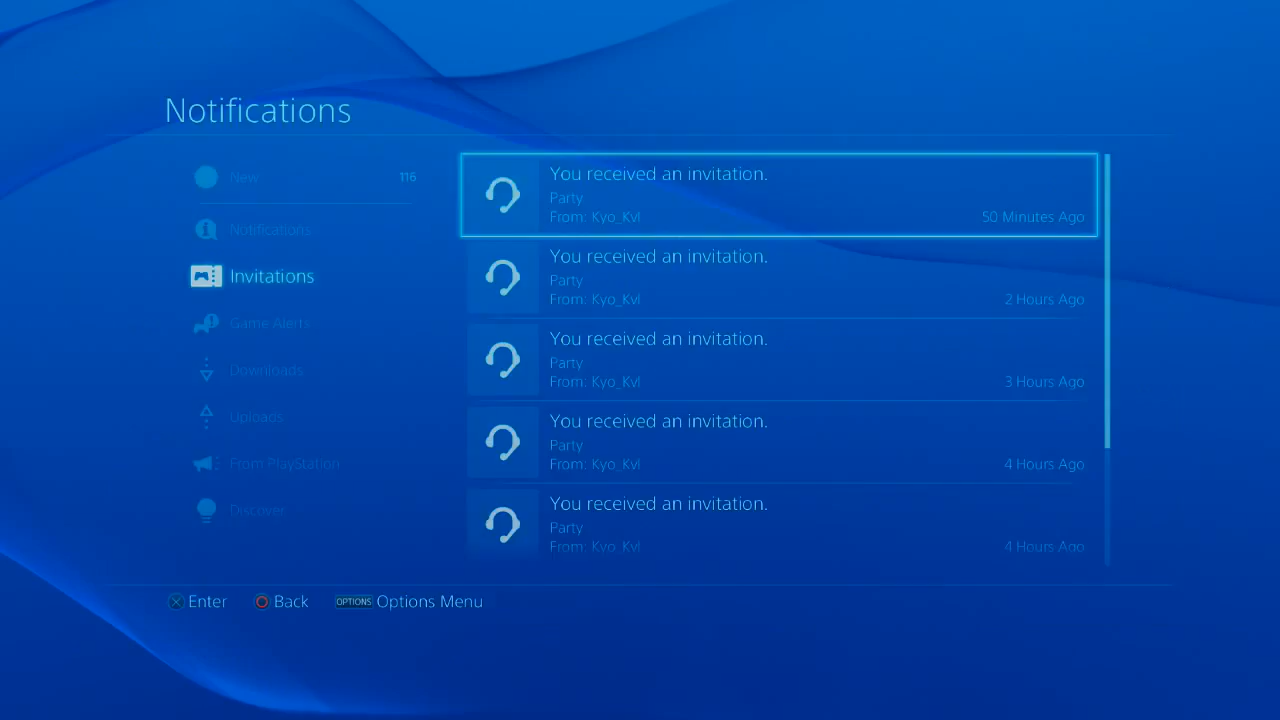 Notifications
New 116
Notifications
Invitations
Game Alerts
Downloads
Uploads
From PlayStation
Discover
You received an invitation.
Party
From: Kyo_Kvl 50 Minutes Ago
You received an invitation.
Party
From: Kyo_Kvl 2 Hours Ago
You received an invitation.
Party
From: Kyo_Kvl 3 Hours Ago
You received an invitation.
Party
From: Kyo_Kvl 4 Hours Ago
You received an invitation.
Party
From: Kyo_Kvl 4 Hours Ago
Enter Back OPTIONS Options Menu